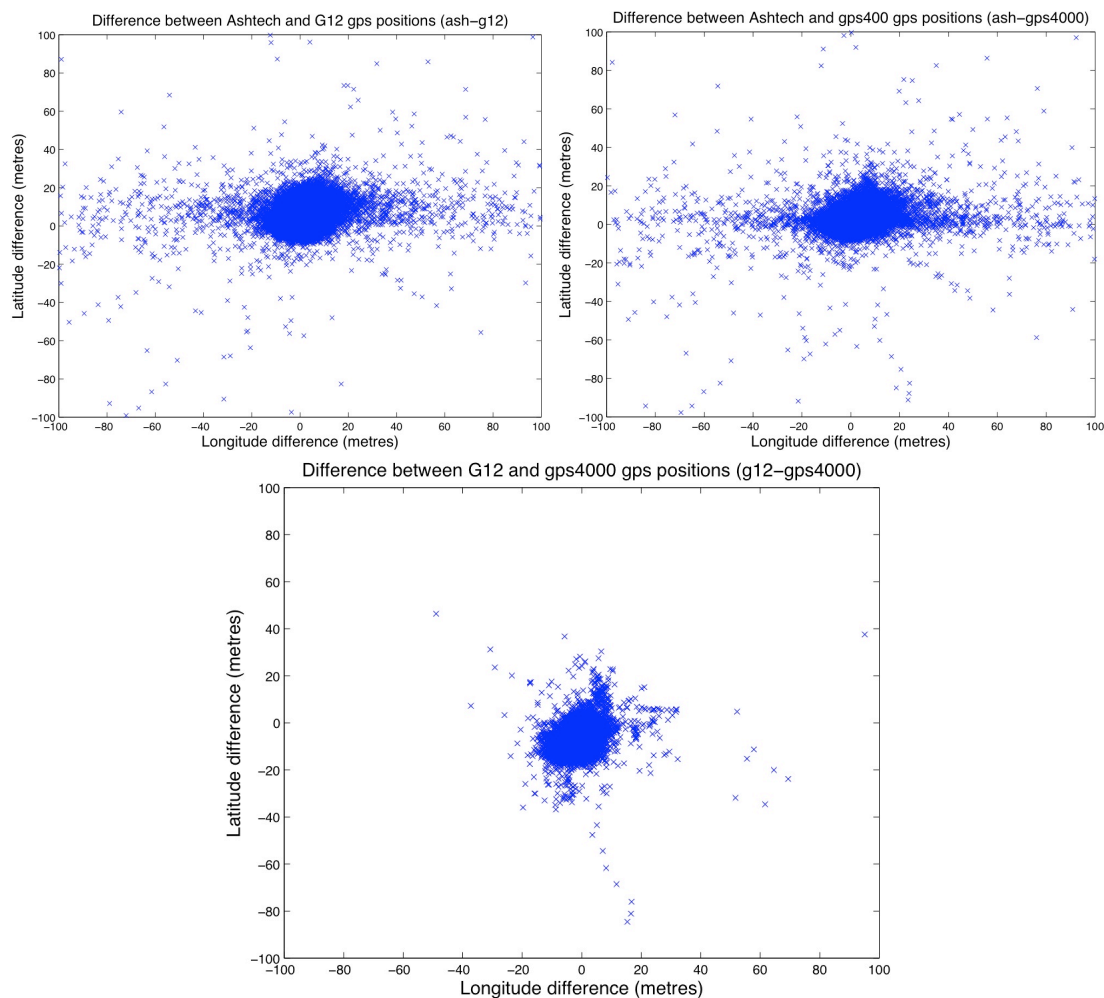 Difference between Ashtech and G12 gps positions (ash−g12)
100
80
60
40
20
0
−20
−40
−60
−80
−100
Latitude difference (metres)
−100 −80 −60 −40 −20 0 20 40 60 80 100
Longitude difference (metres)
Difference between Ashtech and gps400 gps positions (ash−gps4000)
100
80
60
40
20
0
−20
−40
−60
−80
−100
Latitude difference (metres)
−100 −80 −60 −40 −20 0 20 40 60 80 100
Longitude difference (metres)
Difference between G12 and gps4000 gps positions (g12−gps4000)
100
80
60
40
20
0
−20
−40
−60
−80
−100
Latitude difference (metres)
−100 −80 −60 −40 −20 0 20 40 60 80 100
Longitude difference (metres)